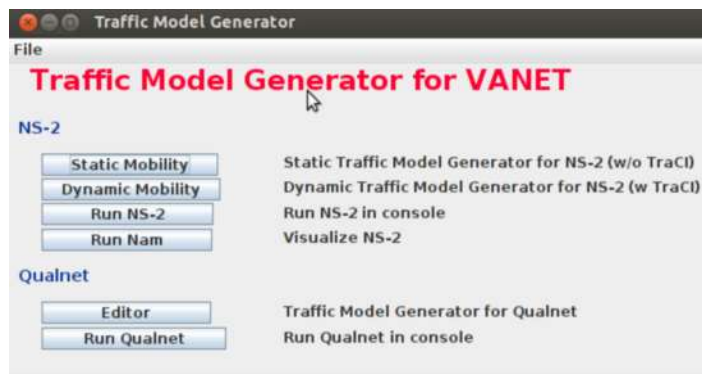 Traffic Model Generator
File
Traffic Model Generator for VANET
NS-2
Static Mobility Static Traffic Model Generator for NS-2 (w/o TraCI)
Dynamic Mobility Dynamic Traffic Model Generator for NS-2 (w TraCI)
Run NS-2 Run NS-2 in console
Run Nam Visualize NS-2
Qualnet
Editor Traffic Model Generator for Qualnet
Run Qualnet Run Qualnet in console